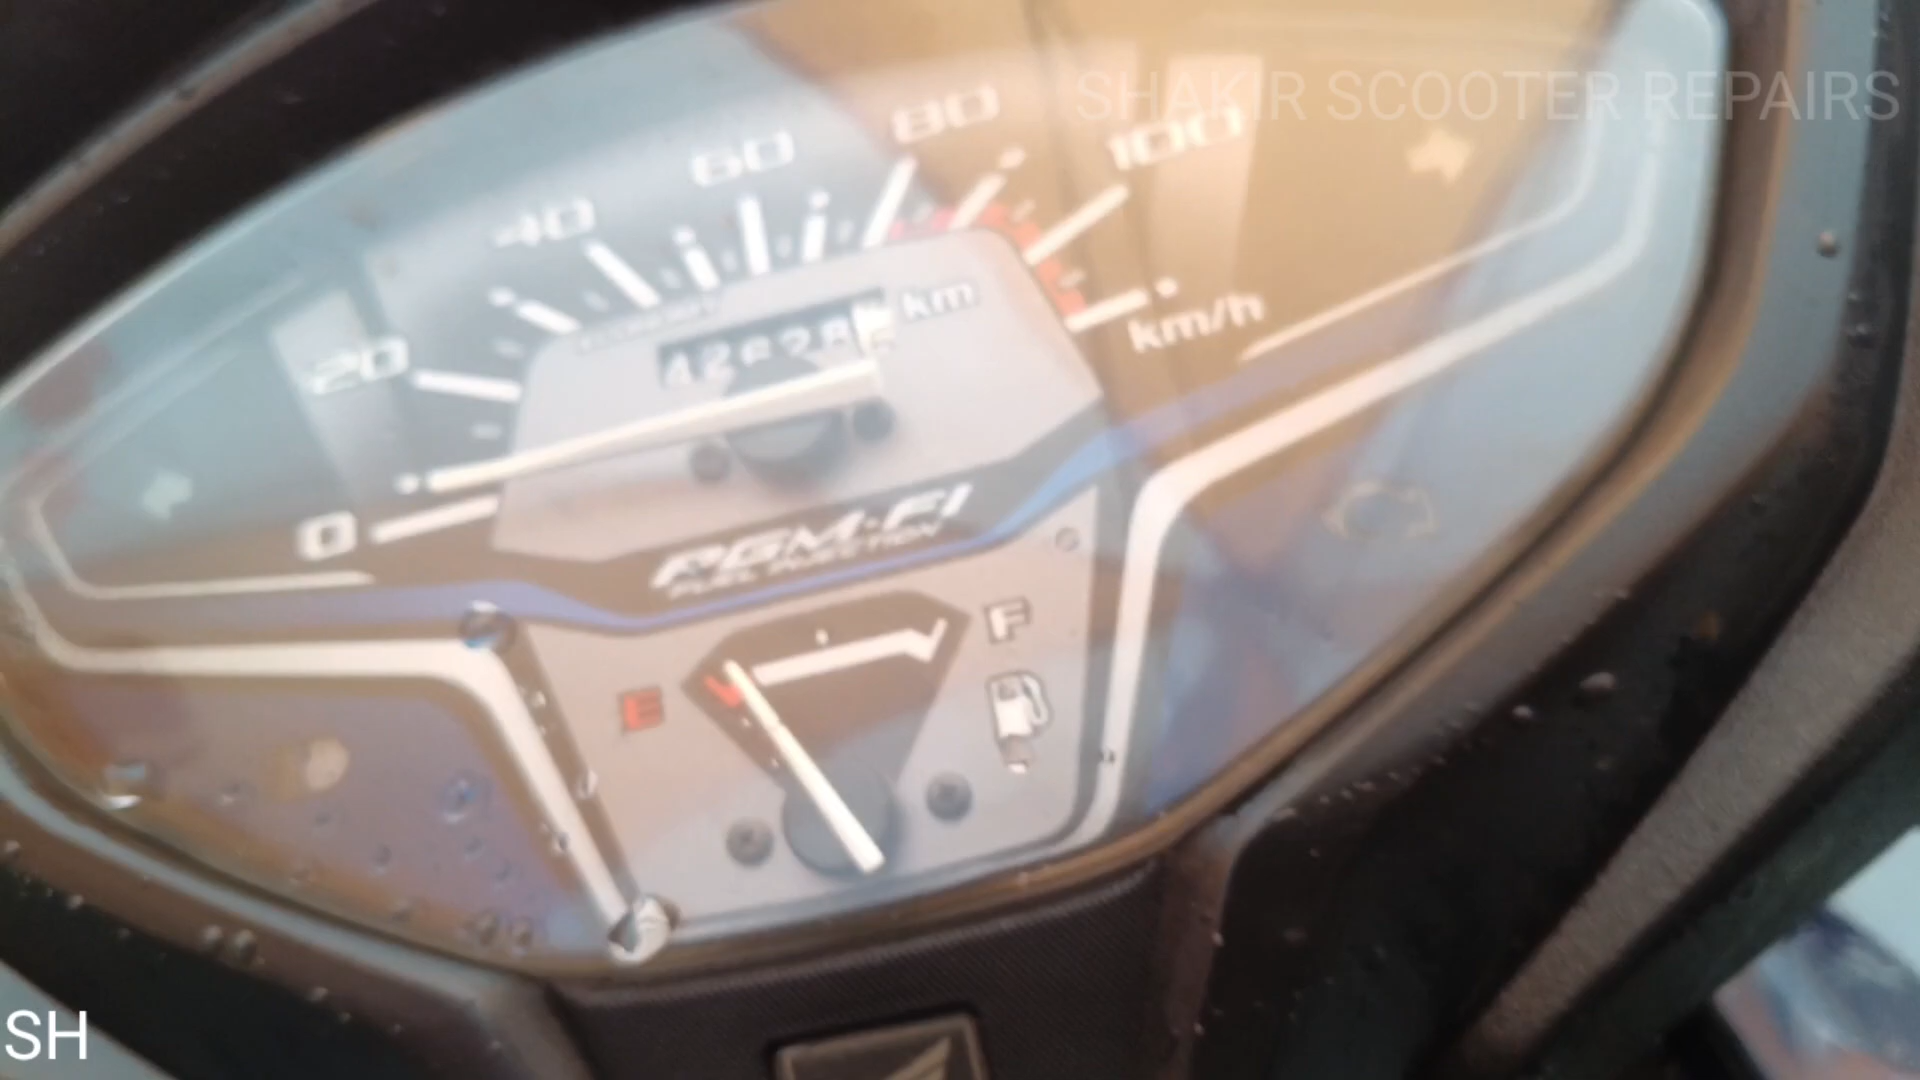 SHAKIR SCOOTER REPAIRS
80
100
60
40
20
0
km
km/h
PGM-FI
FUEL INJECTION
F
E
SH